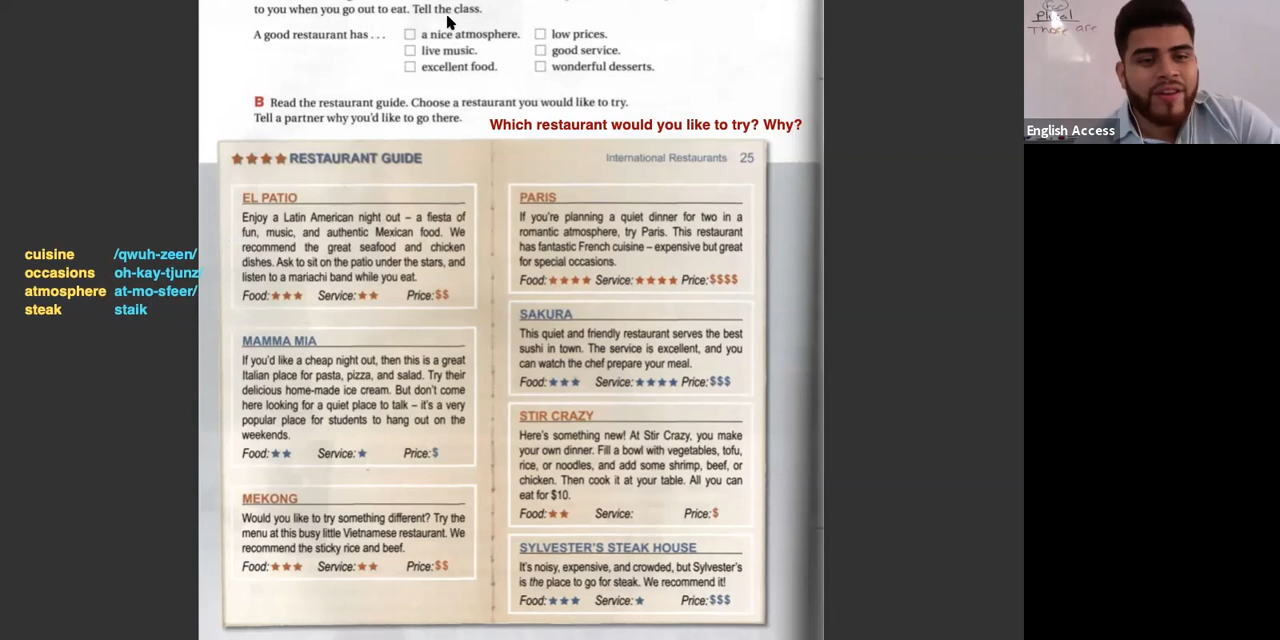 to you when you go out to eat. Tell the class.
A good restaurant has . . .
a nice atmosphere.
low prices.
live music.
good service.
excellent food.
wonderful desserts.
B Read the restaurant guide. Choose a restaurant you would like to try.
Tell a partner why you'd like to go there.
Which restaurant would you like to try? Why?
RESTAURANT GUIDE
International Restaurants 25
EL PATIO
Enjoy a Latin American night out – a fiesta of
fun, music, and authentic Mexican food. We
recommend the great seafood and chicken
dishes. Ask to sit on the patio under the stars, and
listen to a mariachi band while you eat.
Food: ★★★ Service: ★★ Price: $$
MAMMA MIA
If you'd like a cheap night out, then this is a great
Italian place for pasta, pizza, and salad. Try their
delicious home-made ice cream. But don't come
here looking for a quiet place to talk – it's a very
popular place for students to hang out on the
weekends.
Food: ★★ Service: ★ Price: $
MEKONG
Would you like to try something different? Try the
menu at this busy little Vietnamese restaurant. We
recommend the sticky rice and beef.
Food: ★★★ Service: ★★ Price: $$
PARIS
If you're planning a quiet dinner for two in a
romantic atmosphere, try Paris. This restaurant
has fantastic French cuisine – expensive but great
for special occasions.
Food: ★★★★ Service: ★★★★ Price: $$$$
SAKURA
This quiet and friendly restaurant serves the best
sushi in town. The service is excellent, and you
can watch the chef prepare your meal.
Food: ★★★ Service: ★★★★ Price: $$$
STIR CRAZY
Here's something new! At Stir Crazy, you make
your own dinner. Fill a bowl with vegetables, tofu,
rice, or noodles, and add some shrimp, beef, or
chicken. Then cook it at your table. All you can
eat for $10.
Food: ★★ Service: Price: $
SYLVESTER'S STEAK HOUSE
It's noisy, expensive, and crowded, but Sylvester's
is the place to go for steak. We recommend it!
Food: ★★★ Service: ★ Price: $$$
cuisine /qwuh-zeen/
occasions oh-kay-tjunz/
atmosphere at-mo-sfeer/
steak staik
Plural
Those are
English Access